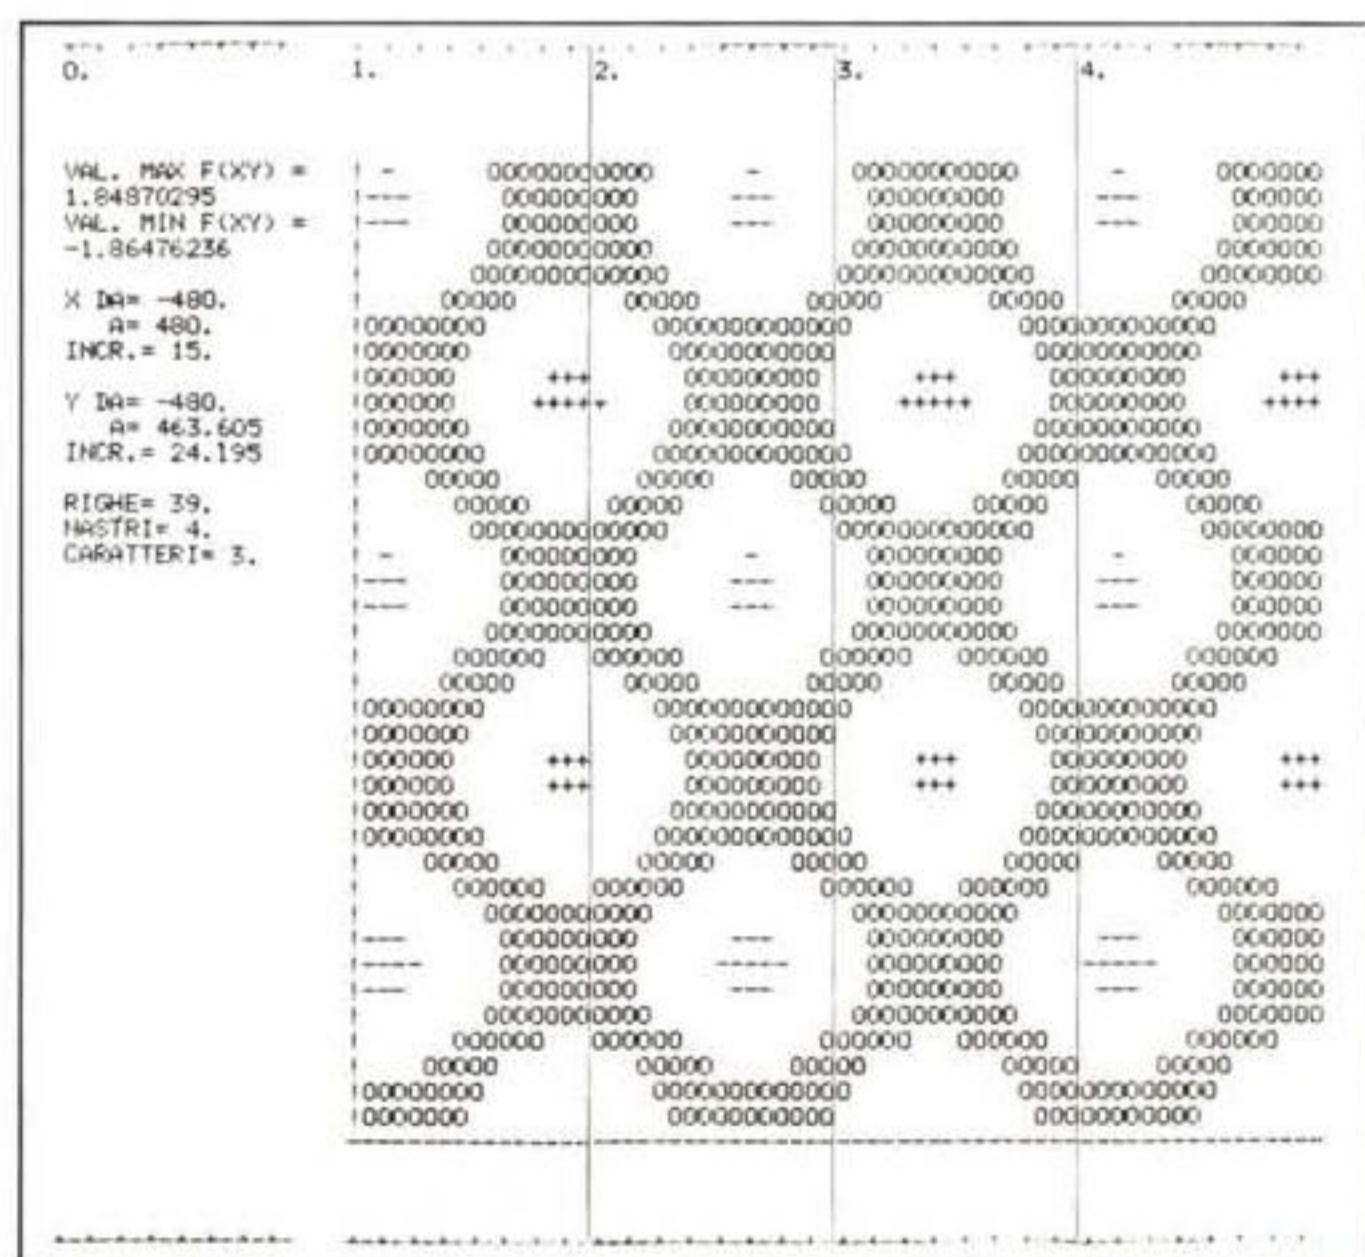 0. 1. 2. 3. 4.
VAL. MAX F(XY) =
1.84870295
VAL. MIN F(XY) =
-1.86476236
X DA= -480.
A= 480.
INCR.= 15.
Y DA= -480.
A= 463.605
INCR.= 24.195
RIGHE= 39.
NASTRI= 4.
CARATTERI= 3.